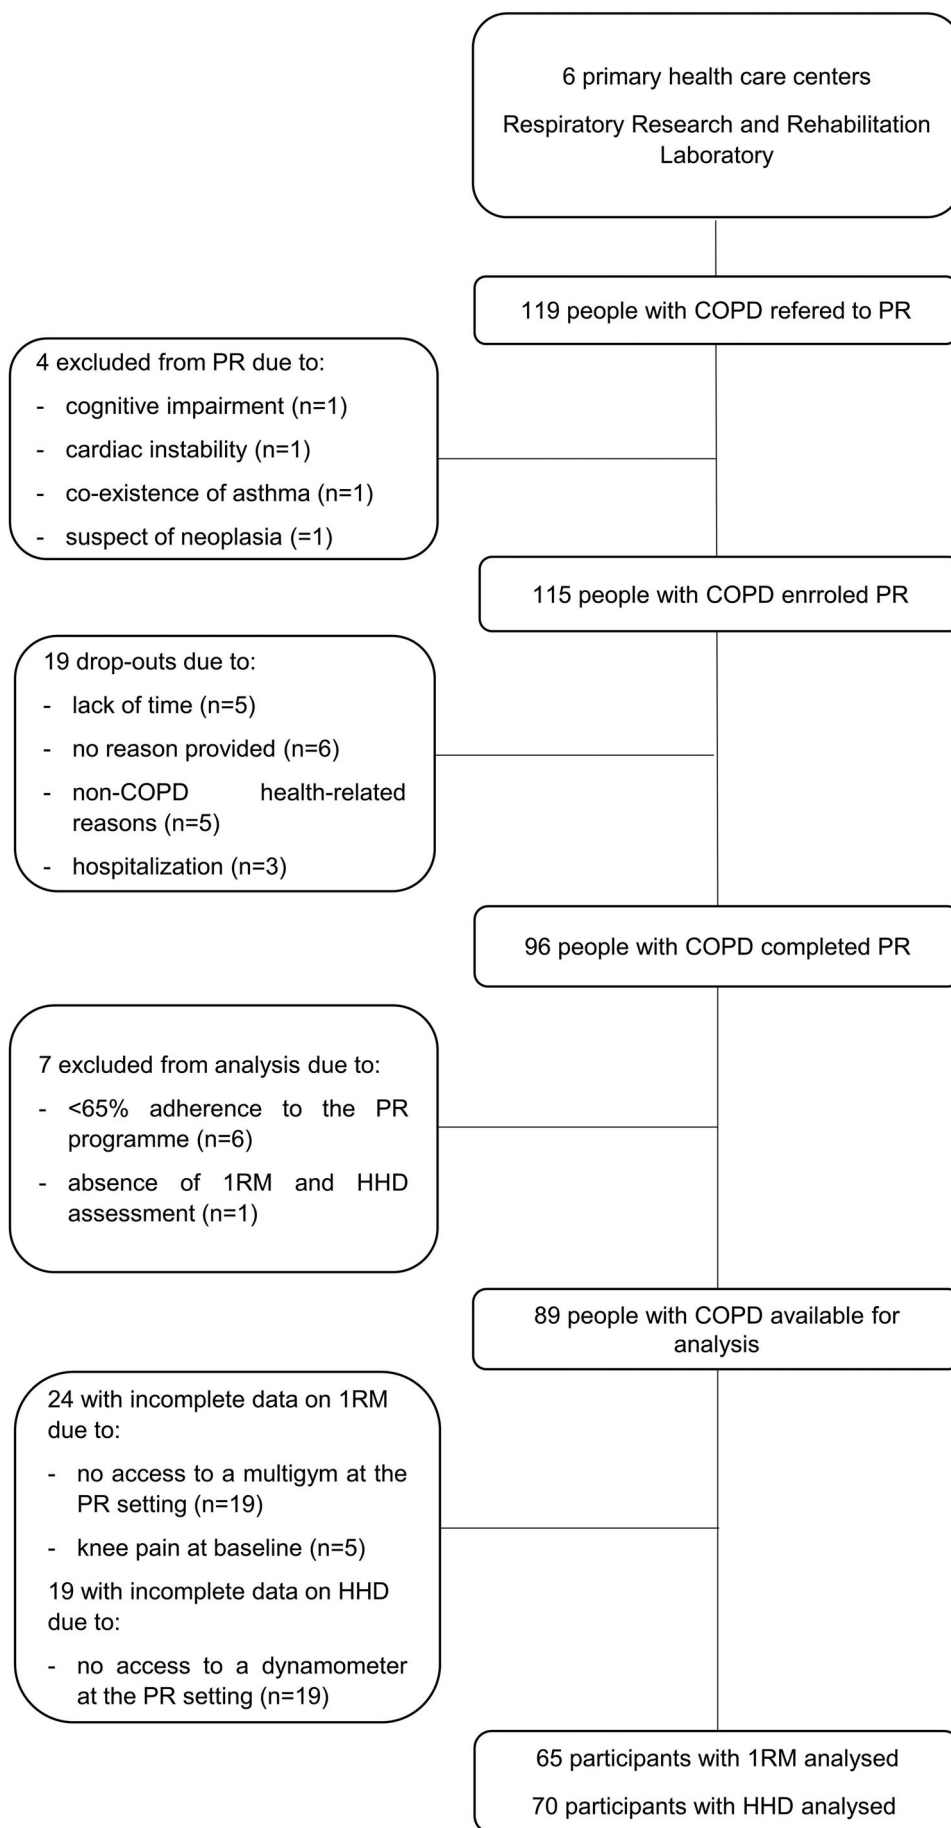 6 primary health care centers
Respiratory Research and Rehabilitation
Laboratory
119 people with COPD refered to PR
4 excluded from PR due to:
- cognitive impairment (n=1)
- cardiac instability (n=1)
- co-existence of asthma (n=1)
- suspect of neoplasia (=1)
115 people with COPD enrroled PR
19 drop-outs due to:
- lack of time (n=5)
- no reason provided (n=6)
- non-COPD health-related
reasons (n=5)
- hospitalization (n=3)
96 people with COPD completed PR
7 excluded from analysis due to:
- <65% adherence to the PR
programme (n=6)
- absence of 1RM and HHD
assessment (n=1)
89 people with COPD available for
analysis
24 with incomplete data on 1RM
due to:
- no access to a multigym at the
PR setting (n=19)
- knee pain at baseline (n=5)
19 with incomplete data on HHD
due to:
- no access to a dynamometer
at the PR setting (n=19)
65 participants with 1RM analysed
70 participants with HHD analysed